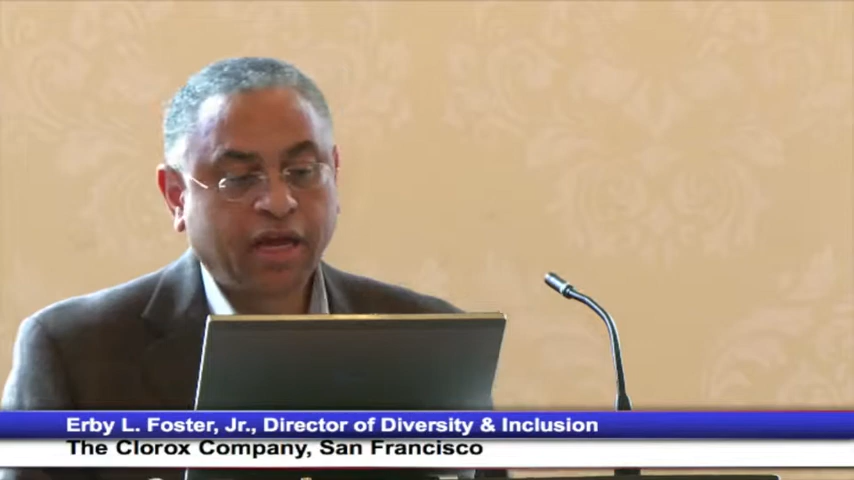 Erby L. Foster, Jr., Director of Diversity & Inclusion
The Clorox Company, San Francisco